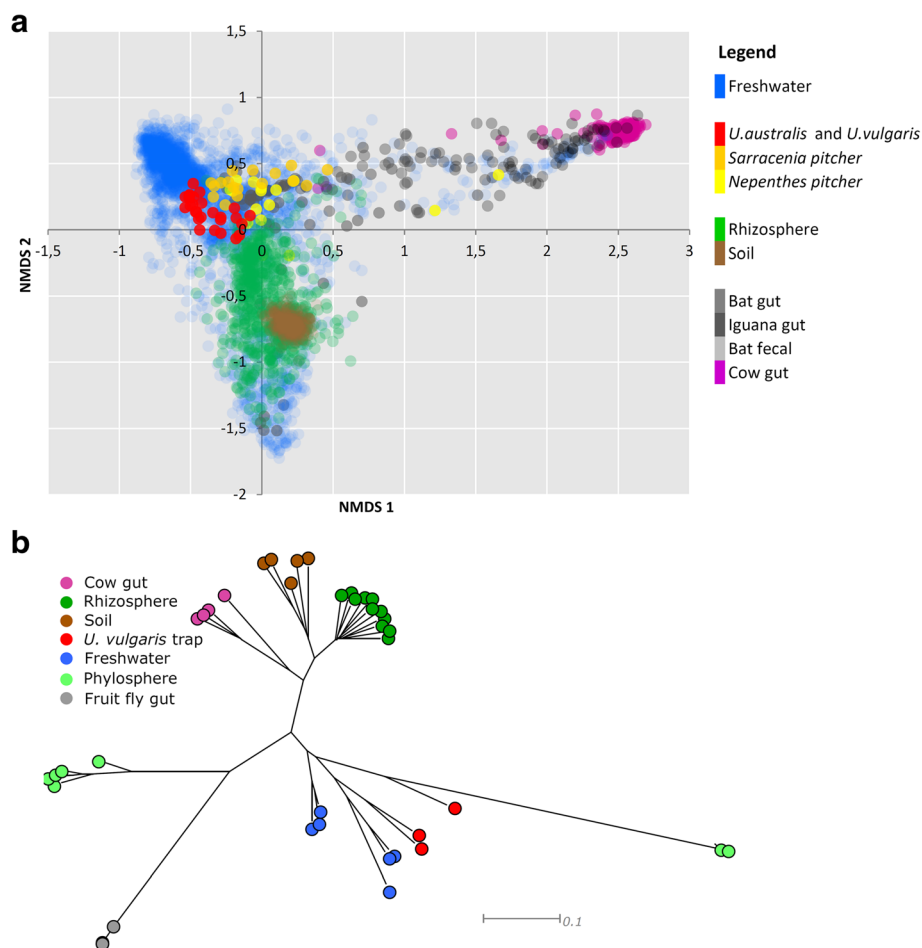 a
1,5
1
0,5
0
-0,5
-1
-1,5
-2
-1,5 -1 -0,5 0 0,5 1 1,5 2 2,5 3
NMDS 2
NMDS 1
Legend
Freshwater
U.australis and U.vulgaris
Sarracenia pitcher
Nepenthes pitcher
Rhizosphere
Soil
Bat gut
Iguana gut
Bat fecal
Cow gut
b
Cow gut
Rhizosphere
Soil
U. vulgaris trap
Freshwater
Phylosphere
Fruit fly gut
0.1